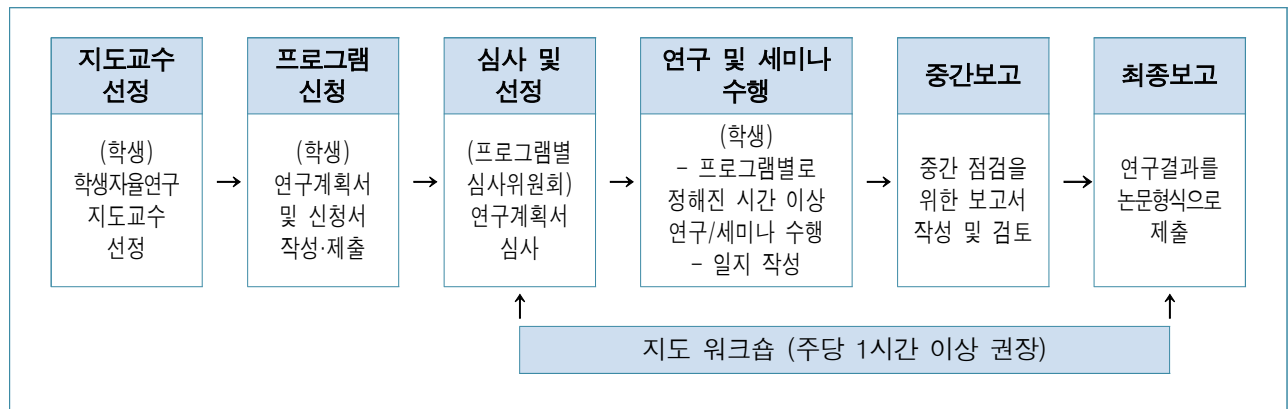 지도교수
선정
(학생)
학생자율연구
지도교수
선정
→
프로그램
신청
(학생)
연구계획서
및 신청서
작성·제출
→
심사 및
선정
(프로그램별
심사위원회)
연구계획서
심사
→
연구 및 세미나
수행
(학생)
– 프로그램별로
정해진 시간 이상
연구/세미나 수행
– 일지 작성
→
중간보고
중간 점검을
위한 보고서
작성 및 검토
→
최종보고
연구결과를
논문형식으로
제출
↑
↑
지도 워크숍 (주당 1시간 이상 권장)